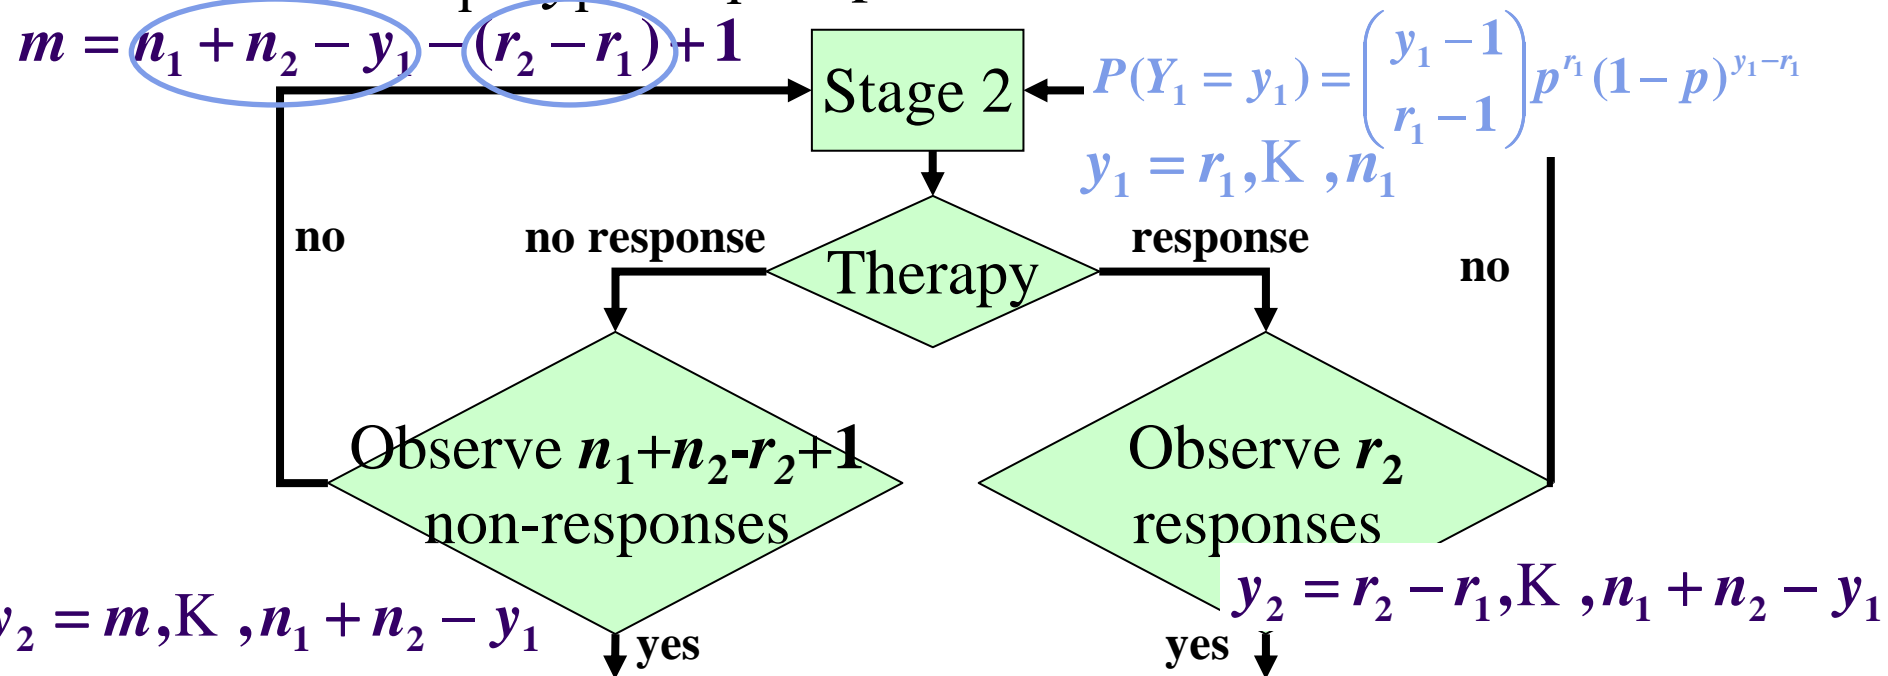 m = n₁ + n₂ − y₁ − (r₂ − r₁) + 1
Stage 2
P(Y₁ = y₁) = (y₁ − 1 r₁ − 1) p^{r₁} (1 − p)^{y₁−r₁}
y₁ = r₁,K ,n₁
no
no response
response
no
Therapy
Observe n₁+n₂-r₂+1
non-responses
Observe r₂
responses
y₂ = m,K ,n₁ + n₂ − y₁
y₂ = r₂ − r₁,K ,n₁ + n₂ − y₁
yes
yes